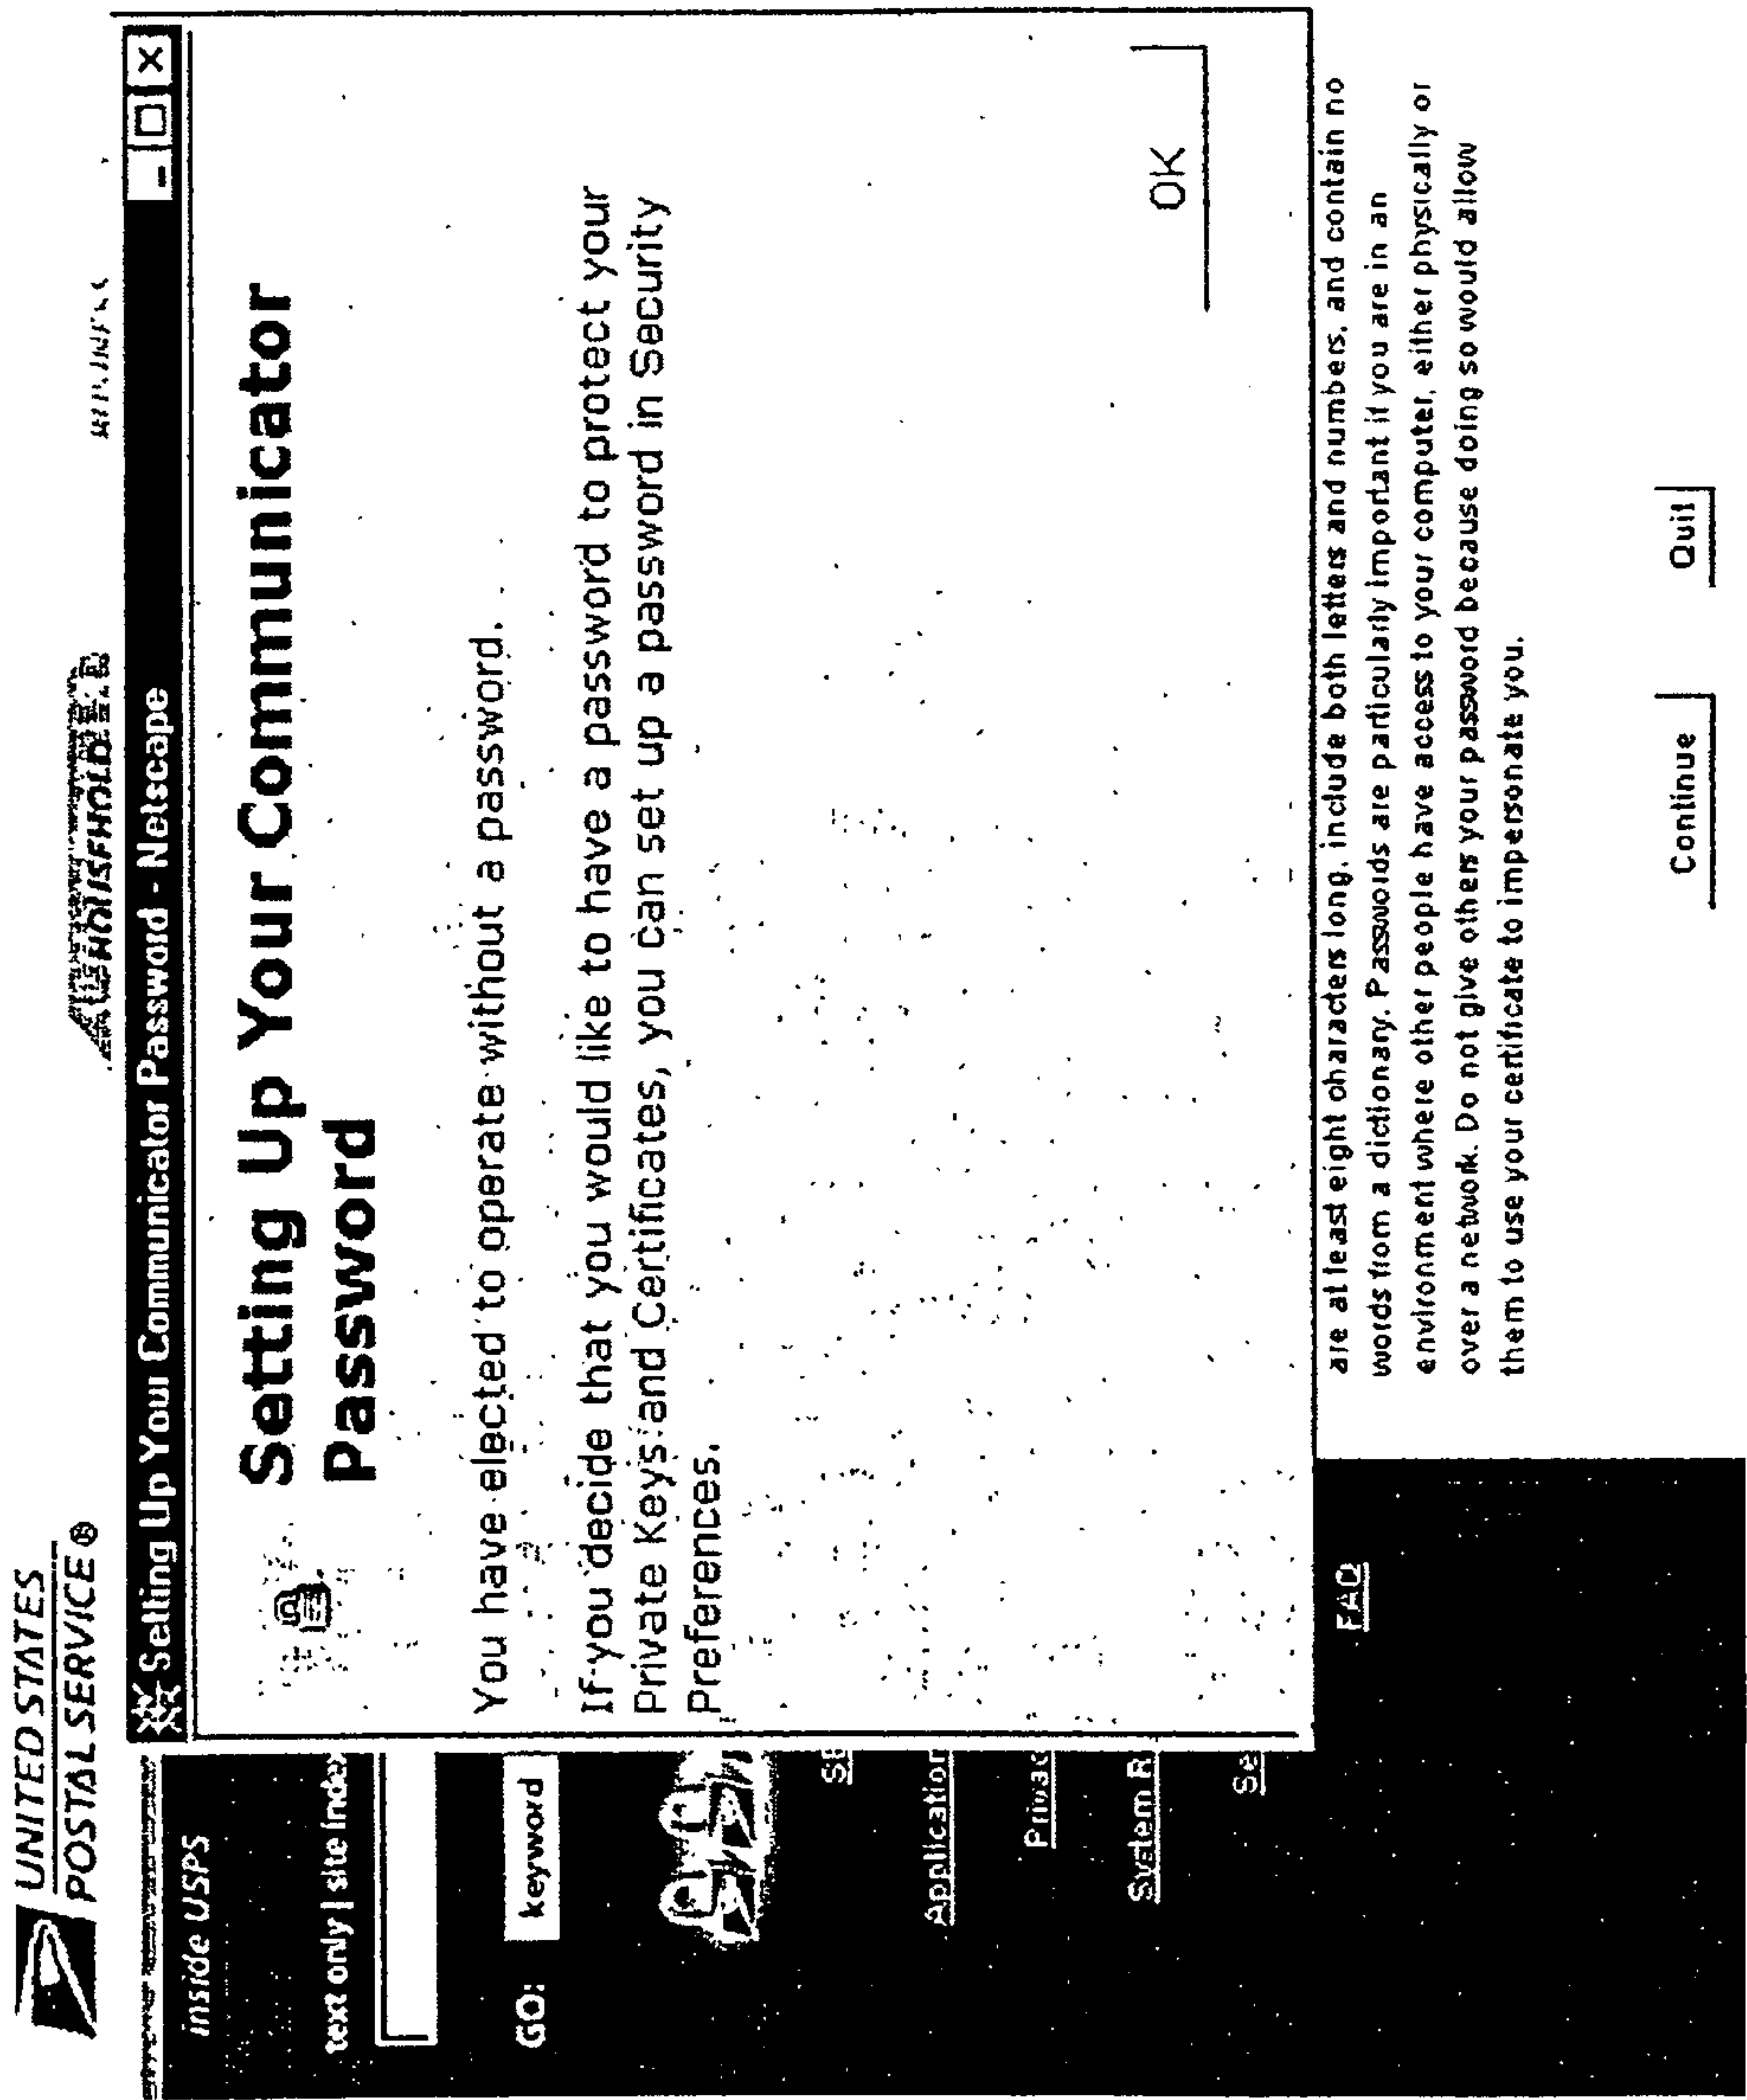 UNITED STATES
POSTAL SERVICE ®
HOUSEHOLD
Setting Up Your Communicator Password - Netscape
inside USPS
text only | site index
GO: keyword
Application
System R
Se
FAQ
Setting Up Your Communicator
Password
You have elected to operate without a password.
If you decide that you would like to have a password to protect your
Private Keys and Certificates, you can set up a password in Security
Preferences.
OK
are at least eight characters long, include both letters and numbers, and contain no
words from a dictionary. Passwords are particularly important if you are in an
environment where other people have access to your computer, either physically or
over a network. Do not give others your password because doing so would allow
them to use your certificate to impersonate you.
Continue Quit